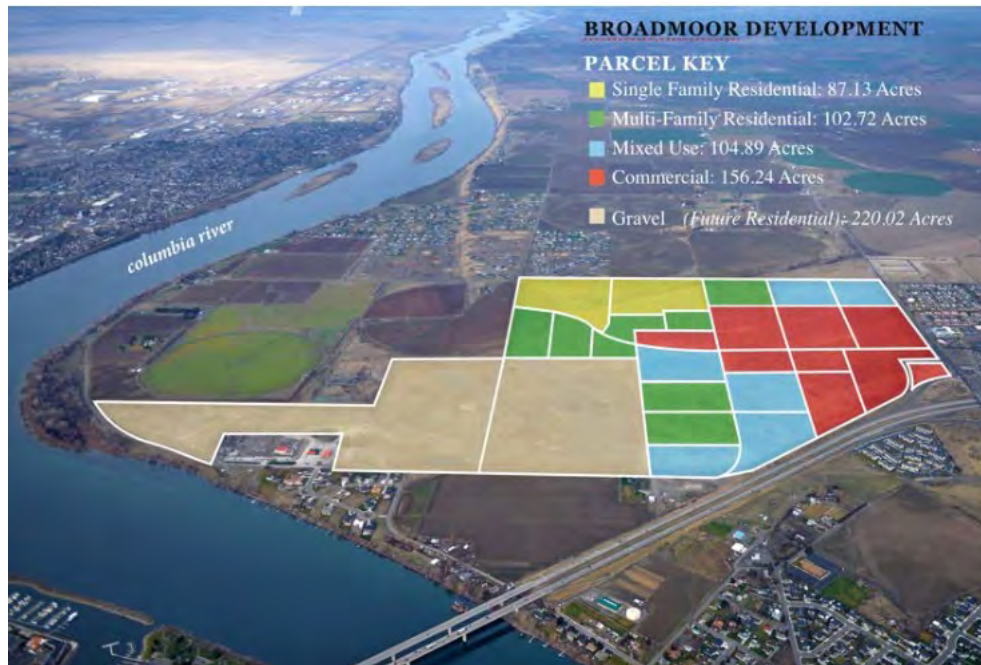 BROADMOOR DEVELOPMENT
PARCEL KEY
Single Family Residential: 87.13 Acres
Multi-Family Residential: 102.72 Acres
Mixed Use: 104.89 Acres
Commercial: 156.24 Acres
Gravel (Future Residential): 220.02 Acres
columbia river